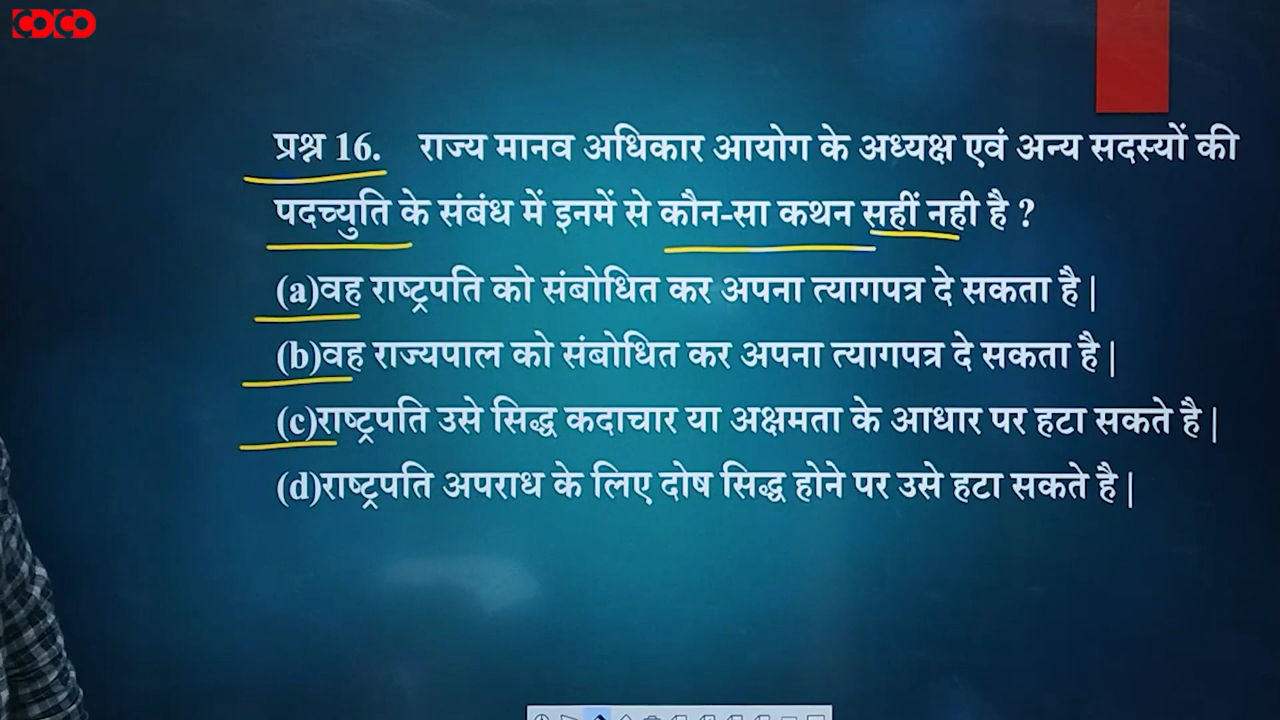 COCO
प्रश्न 16. राज्य मानव अधिकार आयोग के अध्यक्ष एवं अन्य सदस्यों की
पदच्युति के संबंध में इनमें से कौन-सा कथन सहीं नही है ?
(a)वह राष्ट्रपति को संबोधित कर अपना त्यागपत्र दे सकता है |
(b)वह राज्यपाल को संबोधित कर अपना त्यागपत्र दे सकता है |
(c)राष्ट्रपति उसे सिद्ध कदाचार या अक्षमता के आधार पर हटा सकते है |
(d)राष्ट्रपति अपराध के लिए दोष सिद्ध होने पर उसे हटा सकते है |